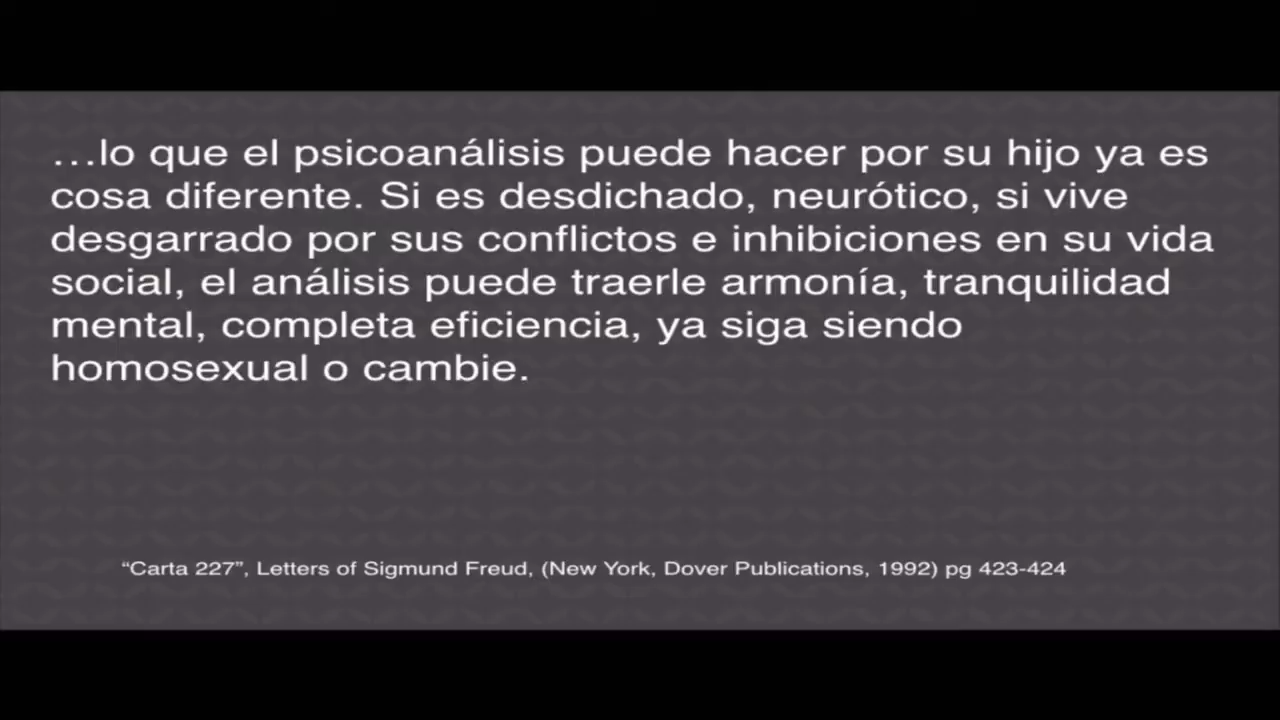 …lo que el psicoanálisis puede hacer por su hijo ya es
cosa diferente. Si es desdichado, neurótico, si vive
desgarrado por sus conflictos e inhibiciones en su vida
social, el análisis puede traerle armonía, tranquilidad
mental, completa eficiencia, ya siga siendo
homosexual o cambie.
“Carta 227”, Letters of Sigmund Freud, (New York, Dover Publications, 1992) pg 423-424